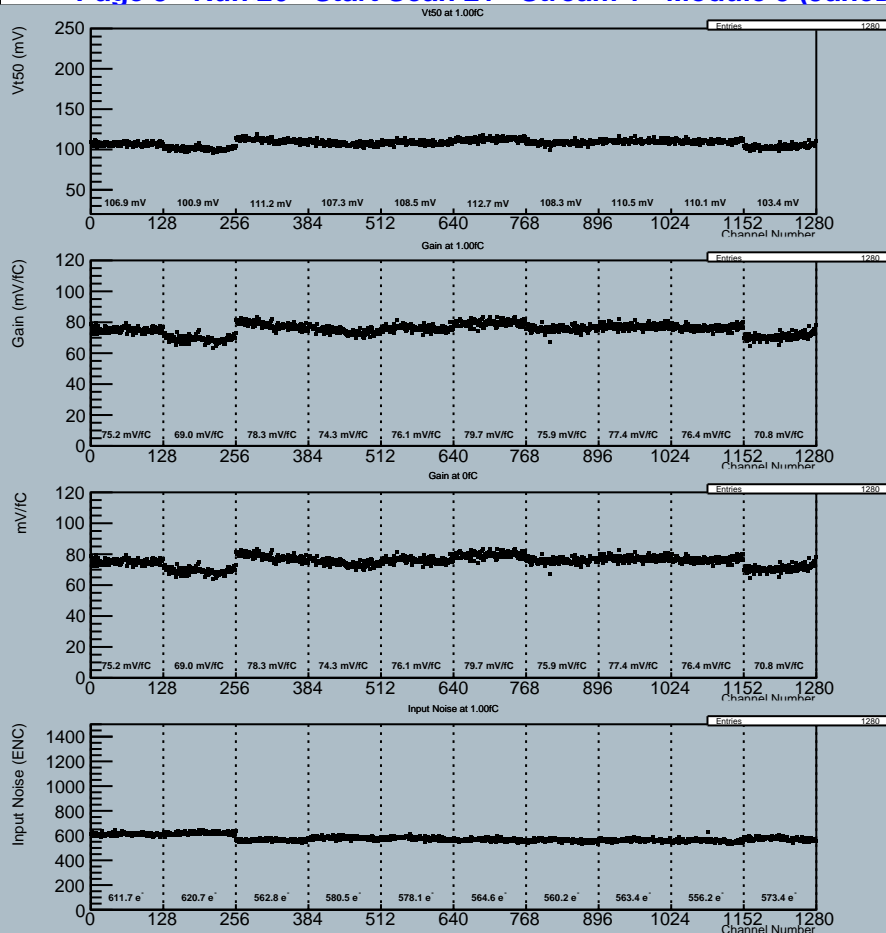 Vt50 at 1.00fC
Entries 1280
Vt50 (mV)
250
200
150
100
50
106.9 mV 100.9 mV 111.2 mV 107.3 mV 108.5 mV 112.7 mV 108.3 mV 110.5 mV 110.1 mV 103.4 mV
0 128 256 384 512 640 768 896 1024 1152 1280
Channel Number
Gain at 1.00fC
Entries 1280
Gain (mV/fC)
120
100
80
60
40
20
0
75.2 mV/fC 69.0 mV/fC 78.3 mV/fC 74.3 mV/fC 76.1 mV/fC 79.7 mV/fC 75.9 mV/fC 77.4 mV/fC 76.4 mV/fC 70.8 mV/fC
0 128 256 384 512 640 768 896 1024 1152 1280
Channel Number
Gain at 0fC
Entries 1280
mV/fC
120
100
80
60
40
20
0
75.2 mV/fC 69.0 mV/fC 78.3 mV/fC 74.3 mV/fC 76.1 mV/fC 79.7 mV/fC 75.9 mV/fC 77.4 mV/fC 76.4 mV/fC 70.8 mV/fC
0 128 256 384 512 640 768 896 1024 1152 1280
Channel Number
Input Noise at 1.00fC
Entries 1280
Input Noise (ENC)
1400
1200
1000
800
600
400
200
0
611.7 e⁻ 620.7 e⁻ 562.8 e⁻ 580.5 e⁻ 578.1 e⁻ 564.6 e⁻ 560.2 e⁻ 563.4 e⁻ 556.2 e⁻ 573.4 e⁻
0 128 256 384 512 640 768 896 1024 1152 1280
Channel Number